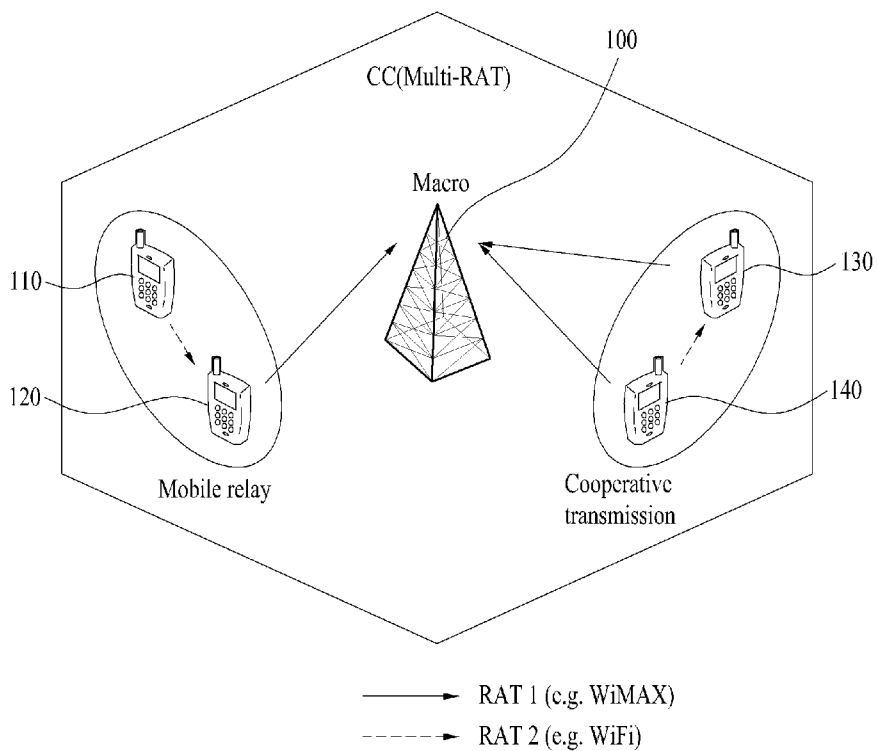 100
CC(Multi-RAT)
Macro
110
130
120
140
Mobile relay
Cooperative
transmission
RAT 1 (c.g. WiMAX)
RAT 2 (e.g. WiFi)